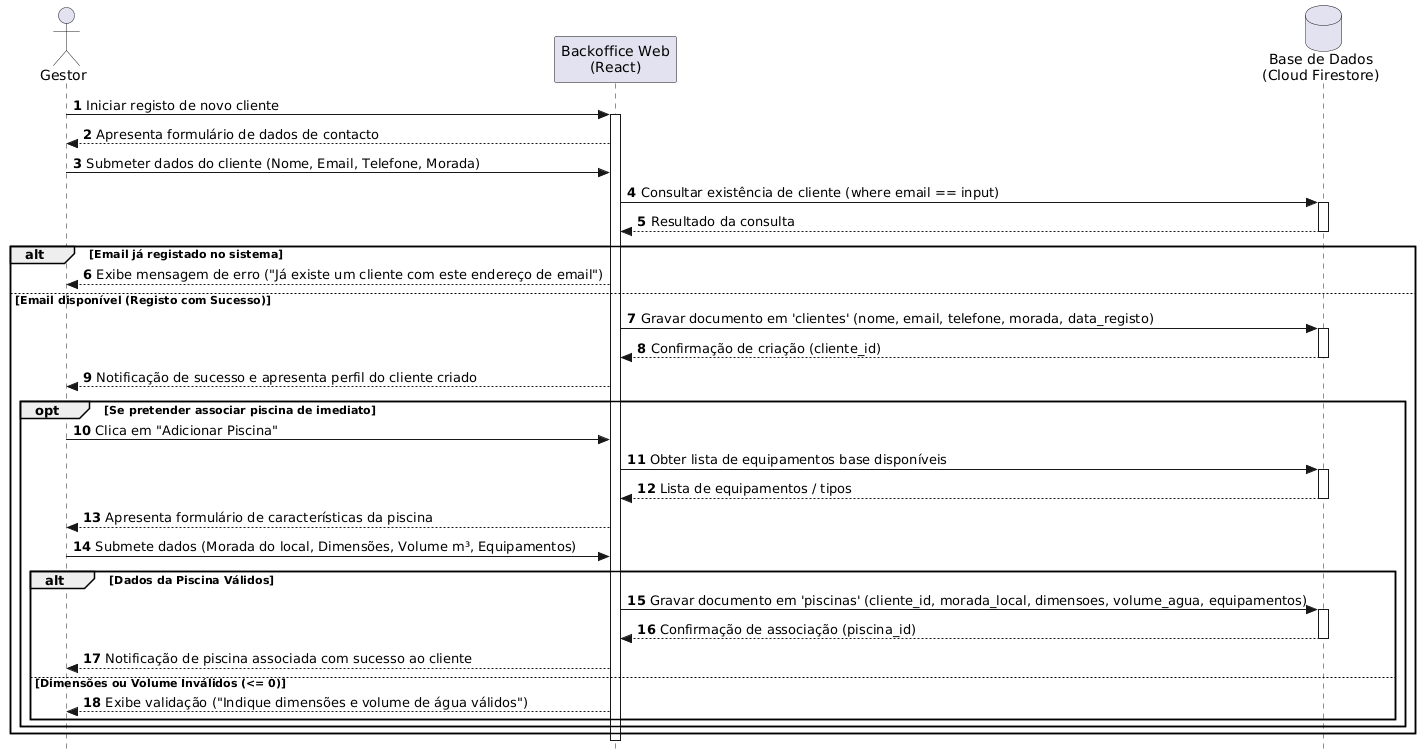 Gestor
Backoffice Web
(React)
Base de Dados
(Cloud Firestore)
1 Iniciar registo de novo cliente
2 Apresenta formulário de dados de contacto
3 Submeter dados do cliente (Nome, Email, Telefone, Morada)
4 Consultar existência de cliente (where email == input)
5 Resultado da consulta
alt [Email já registado no sistema]
6 Exibe mensagem de erro ("Já existe um cliente com este endereço de email")
[Email disponível (Registo com Sucesso)]
7 Gravar documento em 'clientes' (nome, email, telefone, morada, data_registo)
8 Confirmação de criação (cliente_id)
9 Notificação de sucesso e apresenta perfil do cliente criado
opt [Se pretender associar piscina de imediato]
10 Clica em "Adicionar Piscina"
11 Obter lista de equipamentos base disponíveis
12 Lista de equipamentos / tipos
13 Apresenta formulário de características da piscina
14 Submete dados (Morada do local, Dimensões, Volume m³, Equipamentos)
alt [Dados da Piscina Válidos]
15 Gravar documento em 'piscinas' (cliente_id, morada_local, dimensoes, volume_agua, equipamentos)
16 Confirmação de associação (piscina_id)
17 Notificação de piscina associada com sucesso ao cliente
[Dimensões ou Volume Inválidos (<= 0)]
18 Exibe validação ("Indique dimensões e volume de água válidos")